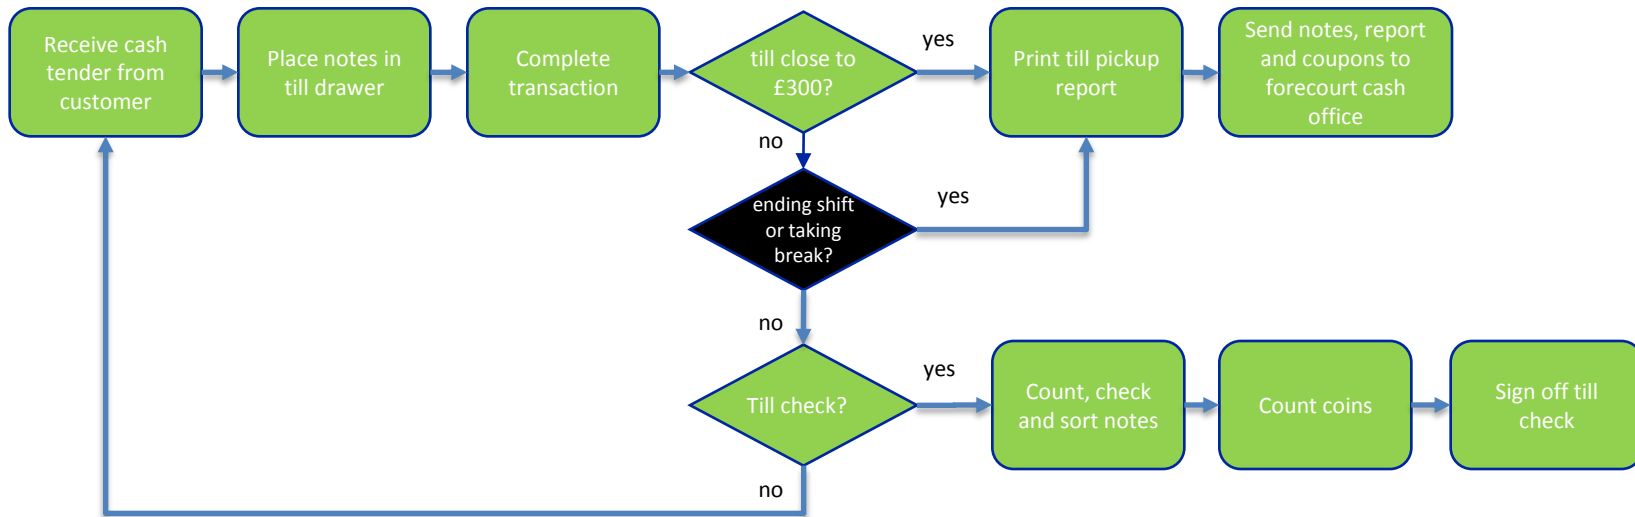 Receive cash
tender from
customer
Place notes in
till drawer
Complete
transaction
till close to
£300?
yes
Print till pickup
report
Send notes, report
and coupons to
forecourt cash
office
no
ending shift
or taking
break?
yes
no
Till check?
yes
Count, check
and sort notes
Count coins
Sign off till
check
no